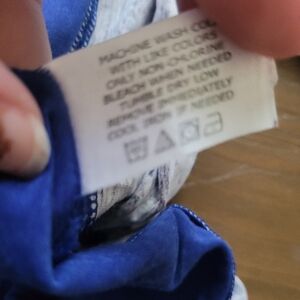 MACHINE WASH COLD
WITH LIKE COLORS
ONLY NON-CHLORINE
BLEACH WHEN NEEDED
TUMBLE DRY LOW
REMOVE IMMEDIATELY
COOL IRON IF NEEDED